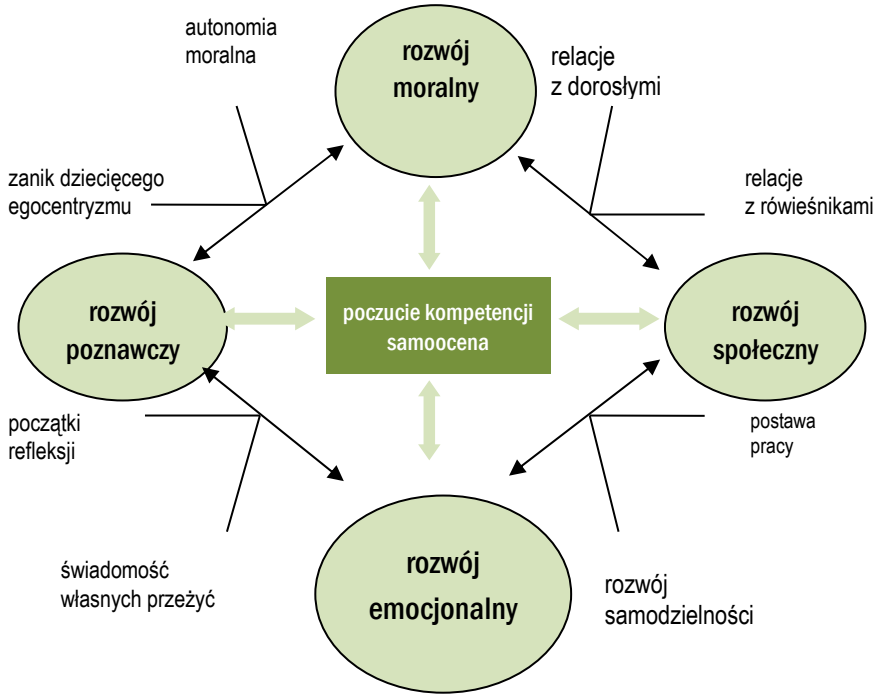 autonomia
moralna
rozwój
moralny
relacje
z dorosłymi
zanik dziecięcego
egocentryzmu
relacje
z rówieśnikami
rozwój
poznawczy
poczucie kompetencji
samoocena
rozwój
społeczny
początki
refleksji
postawa
pracy
świadomość
własnych przeżyć
rozwój
emocjonalny
rozwój
samodzielności